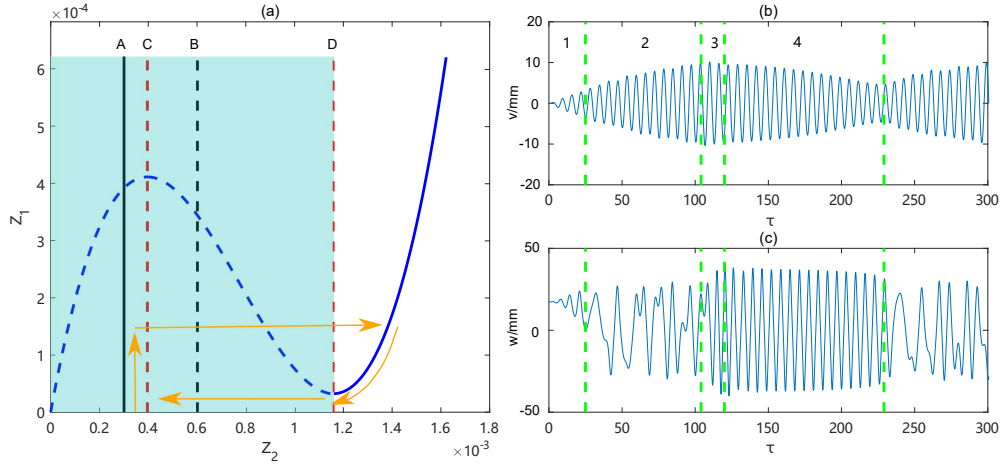 (a)
×10⁻⁴
A C B D
6
5
4
3
2
1
0
Z₁
0 0.2 0.4 0.6 0.8 1 1.2 1.4 1.6 1.8
Z₂
×10⁻³
(b)
1 2 3 4
20
10
0
-10
-20
v/mm
0 50 100 150 200 250 300
τ
(c)
50
0
-50
w/mm
0 50 100 150 200 250 300
τ